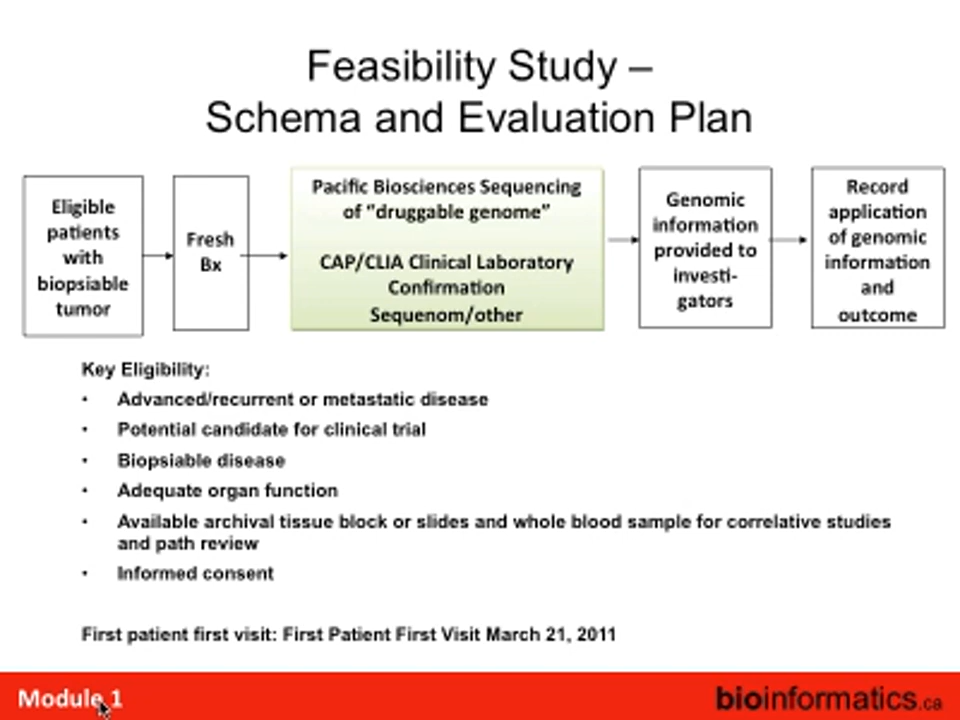 Feasibility Study –
Schema and Evaluation Plan
Eligible
patients
with
biopsiable
tumor
Fresh
Bx
Pacific Biosciences Sequencing
of "druggable genome"
CAP/CLIA Clinical Laboratory
Confirmation
Sequenom/other
Genomic
information
provided to
investi-
gators
Record
application
of genomic
information
and
outcome
Key Eligibility:
• Advanced/recurrent or metastatic disease
• Potential candidate for clinical trial
• Biopsiable disease
• Adequate organ function
• Available archival tissue block or slides and whole blood sample for correlative studies
and path review
• Informed consent
First patient first visit: First Patient First Visit March 21, 2011
Module 1
bioinformatics.ca